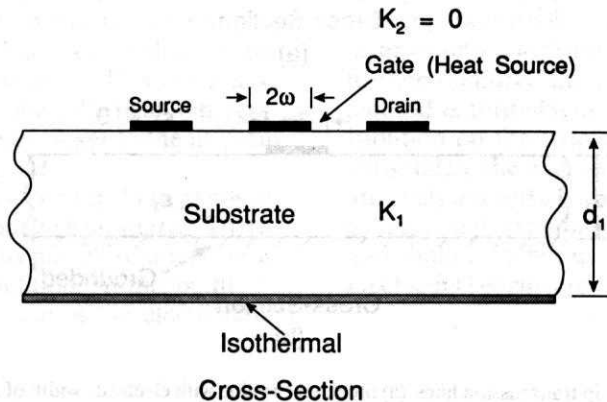 K2 = 0
Gate (Heat Source)
Source
2ω
Drain
Substrate
K1
d1
Isothermal
Cross-Section